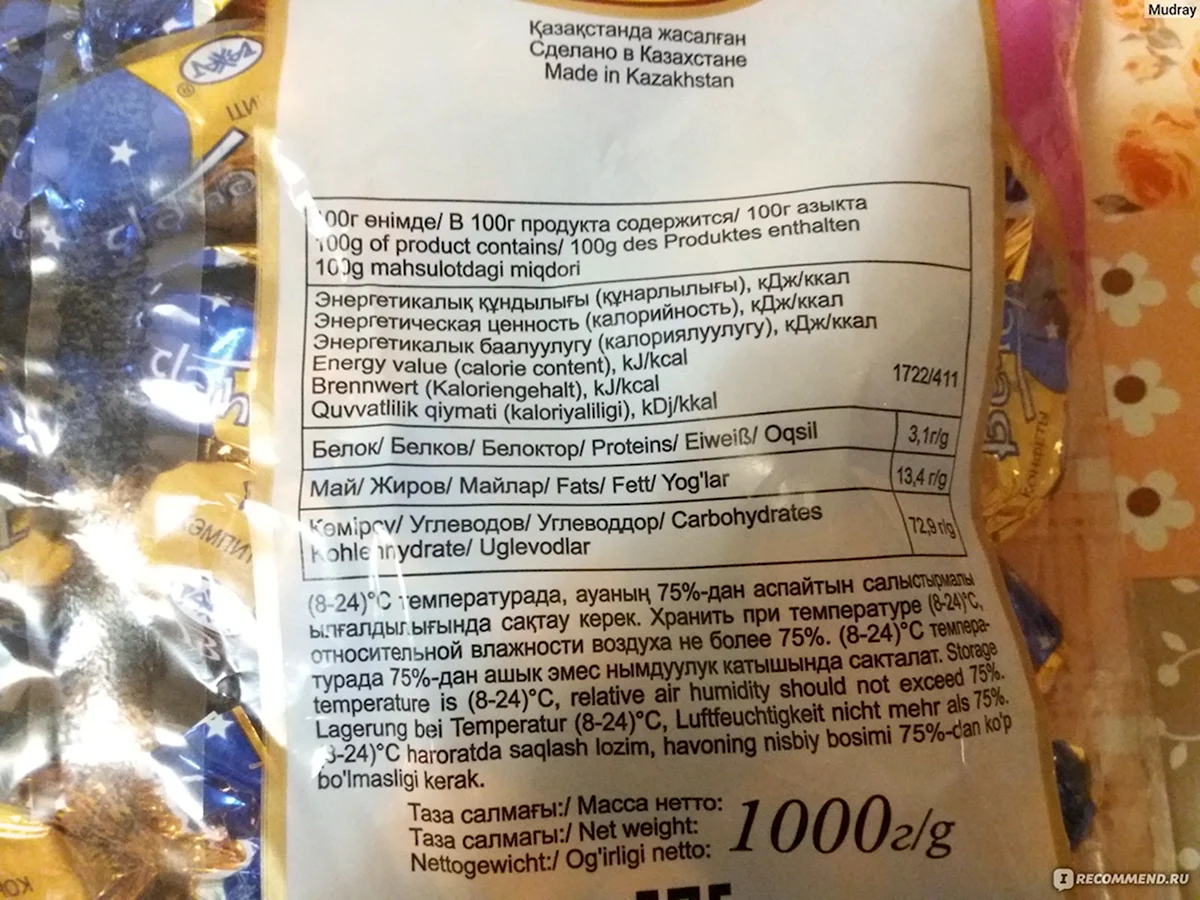 Mudray
Қазақстанда жасалған
Сделано в Казахстане
Made in Kazakhstan
100г өнімде/ В 100г продукта содержится/ 100г азыкта
100g of product contains/ 100g des Produktes enthalten
100g mahsulotdagi miqdori
Энергетикалық құндылығы (құнарлылығы), кДж/ккал
Энергетическая ценность (калорийность), кДж/ккал
Энергетикалык баалуулугу (калориялуулугу), кДж/ккал
Energy value (calorie content), kJ/kcal
Brennwert (Kaloriengehalt), kJ/kcal
Quvvatlilik qiymati (kaloriyaliligi), kDj/kkal
1722/411
Белок/ Белков/ Белоктор/ Proteins/ Eiweiß/ Oqsil 3,1г/g
Май/ Жиров/ Майлар/ Fats/ Fett/ Yog'lar 13,4 г/g
Көмірсу/ Углеводов/ Углеводдор/ Carbohydrates
Kohlenhydrate/ Uglevodlar 72,9 г/g
(8-24)°C температурада, ауаның 75%-дан аспайтын салыстырмалы
ылғалдылығында сақтау керек. Хранить при температуре (8-24)°C,
относительной влажности воздуха не более 75%. (8-24)°C темпера-
турада 75%-дан ашык эмес нымдуулук катышында сакталат. Storage
temperature is (8-24)°C, relative air humidity should not exceed 75%.
Lagerung bei Temperatur (8-24)°C, Luftfeuchtigkeit nicht mehr als 75%.
(8-24)°C haroratda saqlash lozim, havoning nisbiy bosimi 75%-dan ko'p
bo'lmasligi kerak.
Таза салмағы:/ Масса нетто:
Таза салмагы:/ Net weight:
Nettogewicht:/ Og'irligi netto:
1000г/g
IRECOMMEND.RU